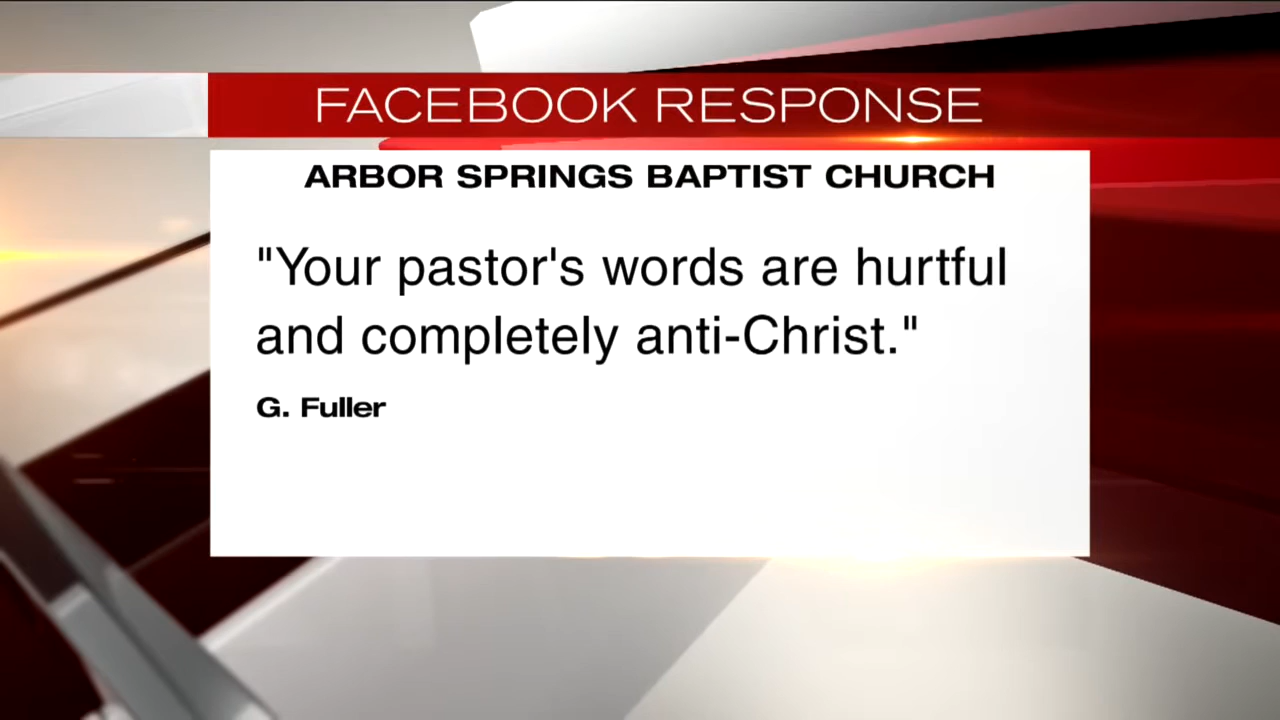 FACEBOOK RESPONSE
ARBOR SPRINGS BAPTIST CHURCH
"Your pastor's words are hurtful
and completely anti-Christ."
G. Fuller